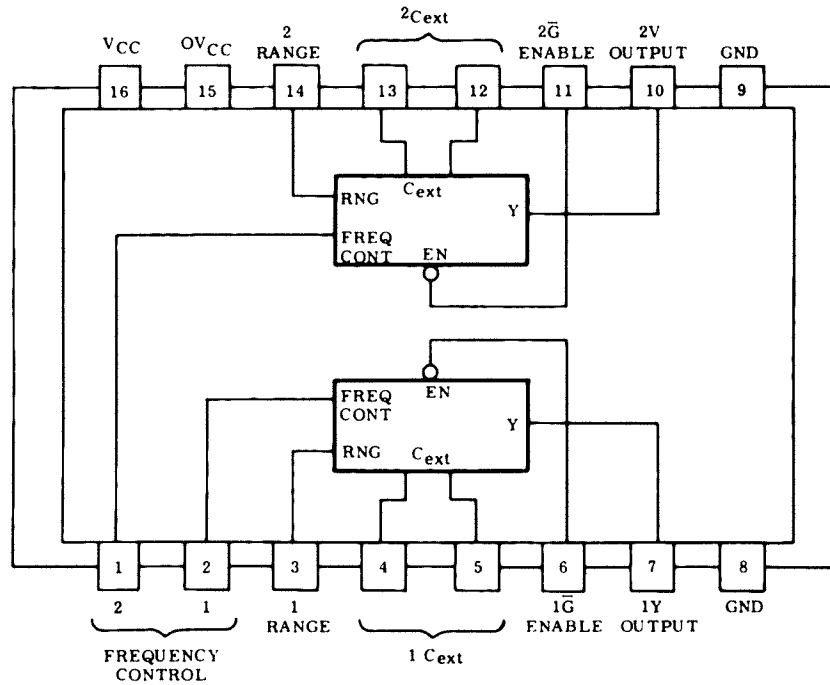 2Cext
VCC
OVCC
2
RANGE
2G̅
ENABLE
2V
OUTPUT
GND
16
15
14
13
12
11
10
9
RNG
Cext
Y
FREQ
CONT
EN
FREQ
CONT
EN
Y
RNG
Cext
1
2
3
4
5
6
7
8
2
1
FREQUENCY
CONTROL
1
RANGE
1 Cext
1G̅
ENABLE
1Y
OUTPUT
GND